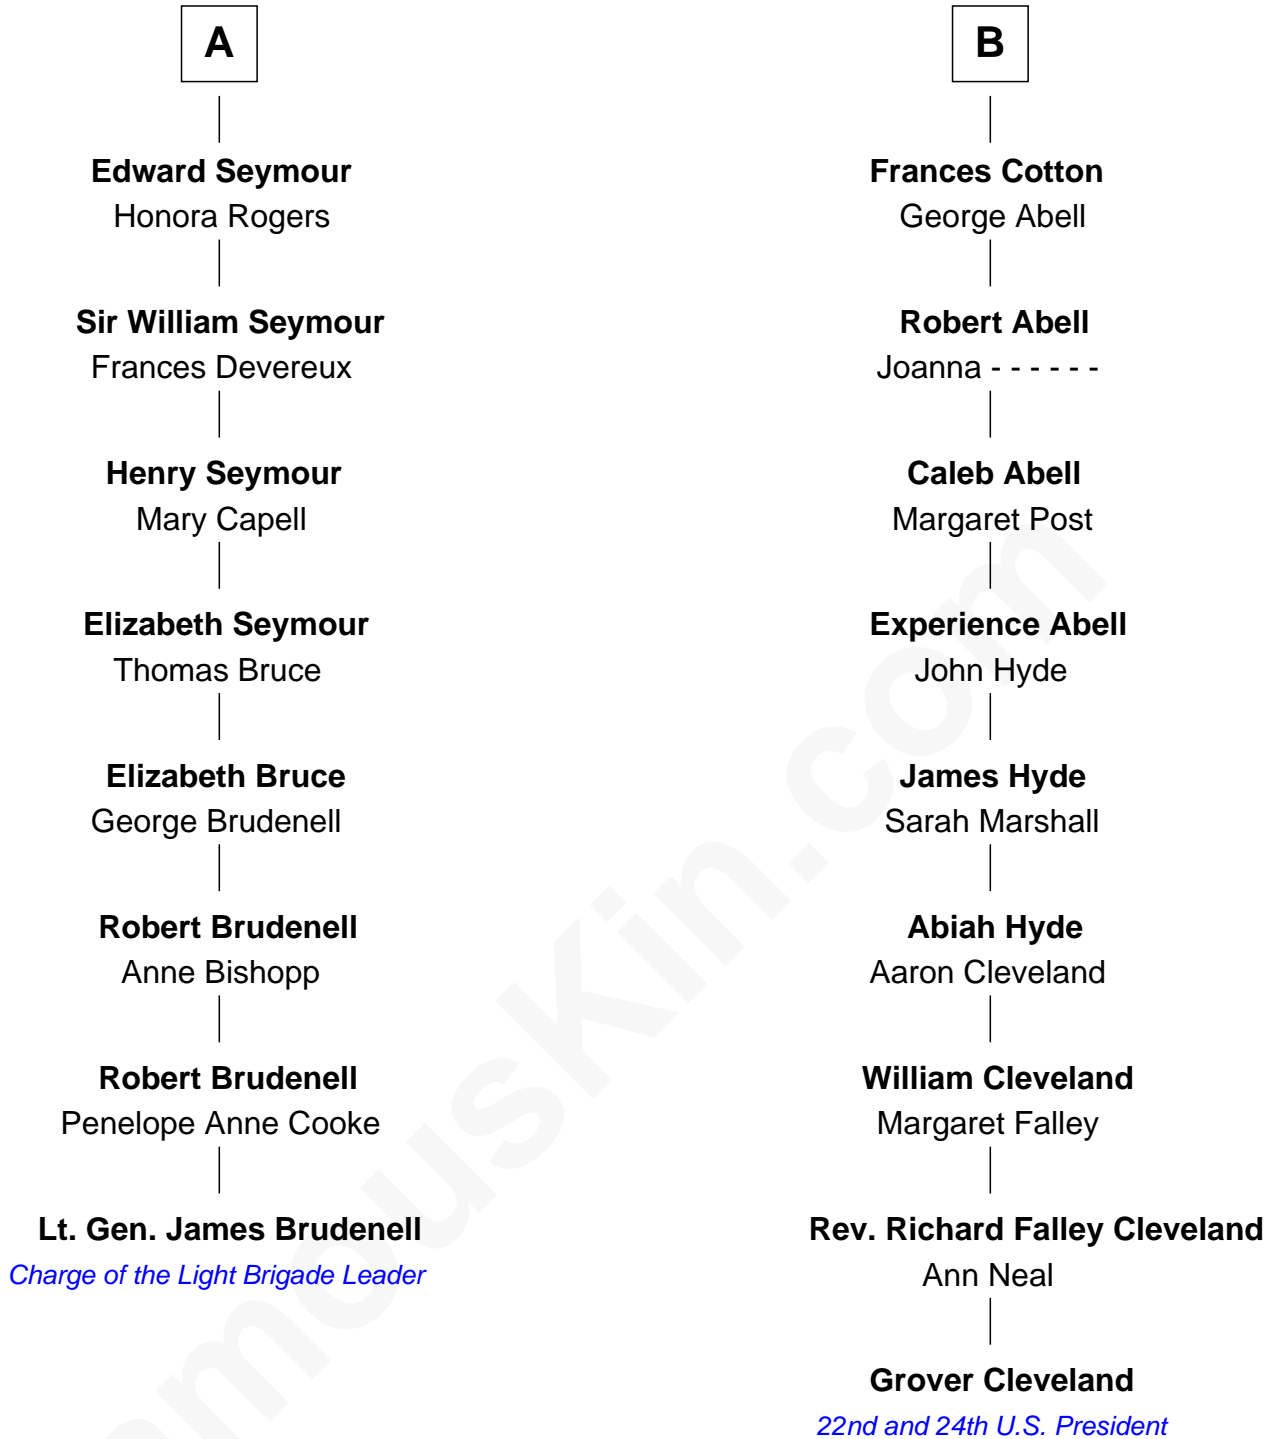 A
Edward Seymour
Honora Rogers
Sir William Seymour
Frances Devereux
Henry Seymour
Mary Capell
Elizabeth Seymour
Thomas Bruce
Elizabeth Bruce
George Brudenell
Robert Brudenell
Anne Bishopp
Robert Brudenell
Penelope Anne Cooke
Lt. Gen. James Brudenell
Charge of the Light Brigade Leader
B
Frances Cotton
George Abell
Robert Abell
Joanna - - - - - -
Caleb Abell
Margaret Post
Experience Abell
John Hyde
James Hyde
Sarah Marshall
Abiah Hyde
Aaron Cleveland
William Cleveland
Margaret Falley
Rev. Richard Falley Cleveland
Ann Neal
Grover Cleveland
22nd and 24th U.S. President
amousKin.com